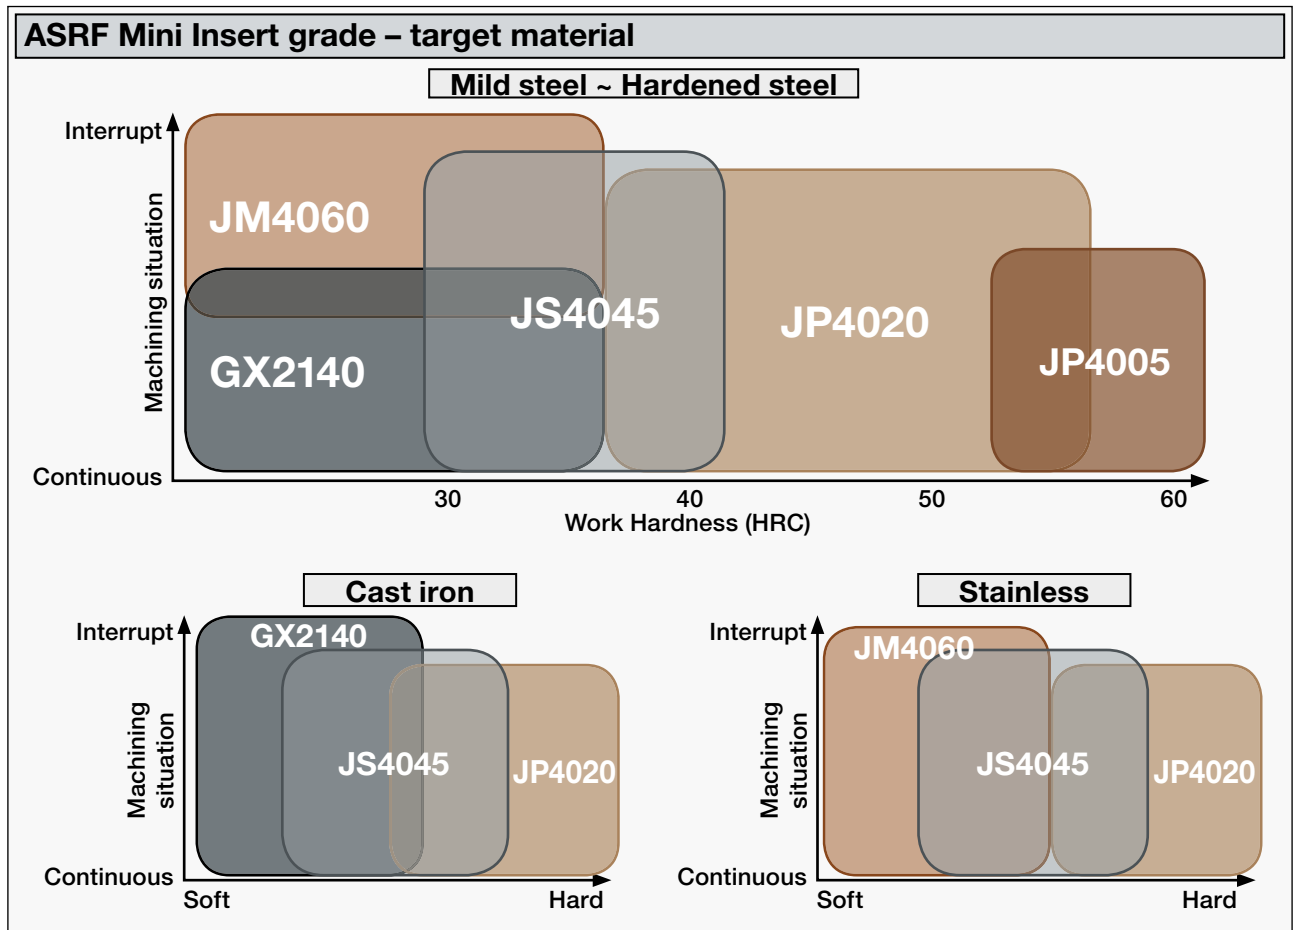 ASRF Mini Insert grade – target material
Mild steel ~ Hardened steel
Interrupt
Machining situation
Continuous
JM4060
GX2140
JS4045
JP4020
JP4005
30 40 50 60
Work Hardness (HRC)
Cast iron
Interrupt
Machining
situation
Continuous
GX2140
JS4045
JP4020
Soft Hard
Stainless
Interrupt
Machining
situation
Continuous
JM4060
JS4045
JP4020
Soft Hard